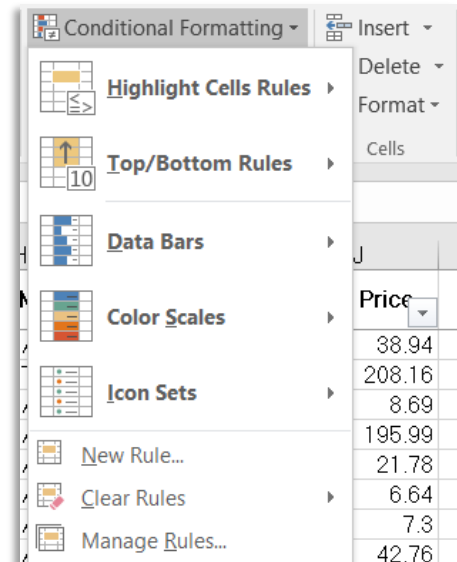 Conditional Formatting
Insert
Delete
Format
Cells
Highlight Cells Rules
Top/Bottom Rules
10
Data Bars
Color Scales
Icon Sets
New Rule...
Clear Rules
Manage Rules...
J
Price
38.94
208.16
8.69
195.99
21.78
6.64
7.3
42.76